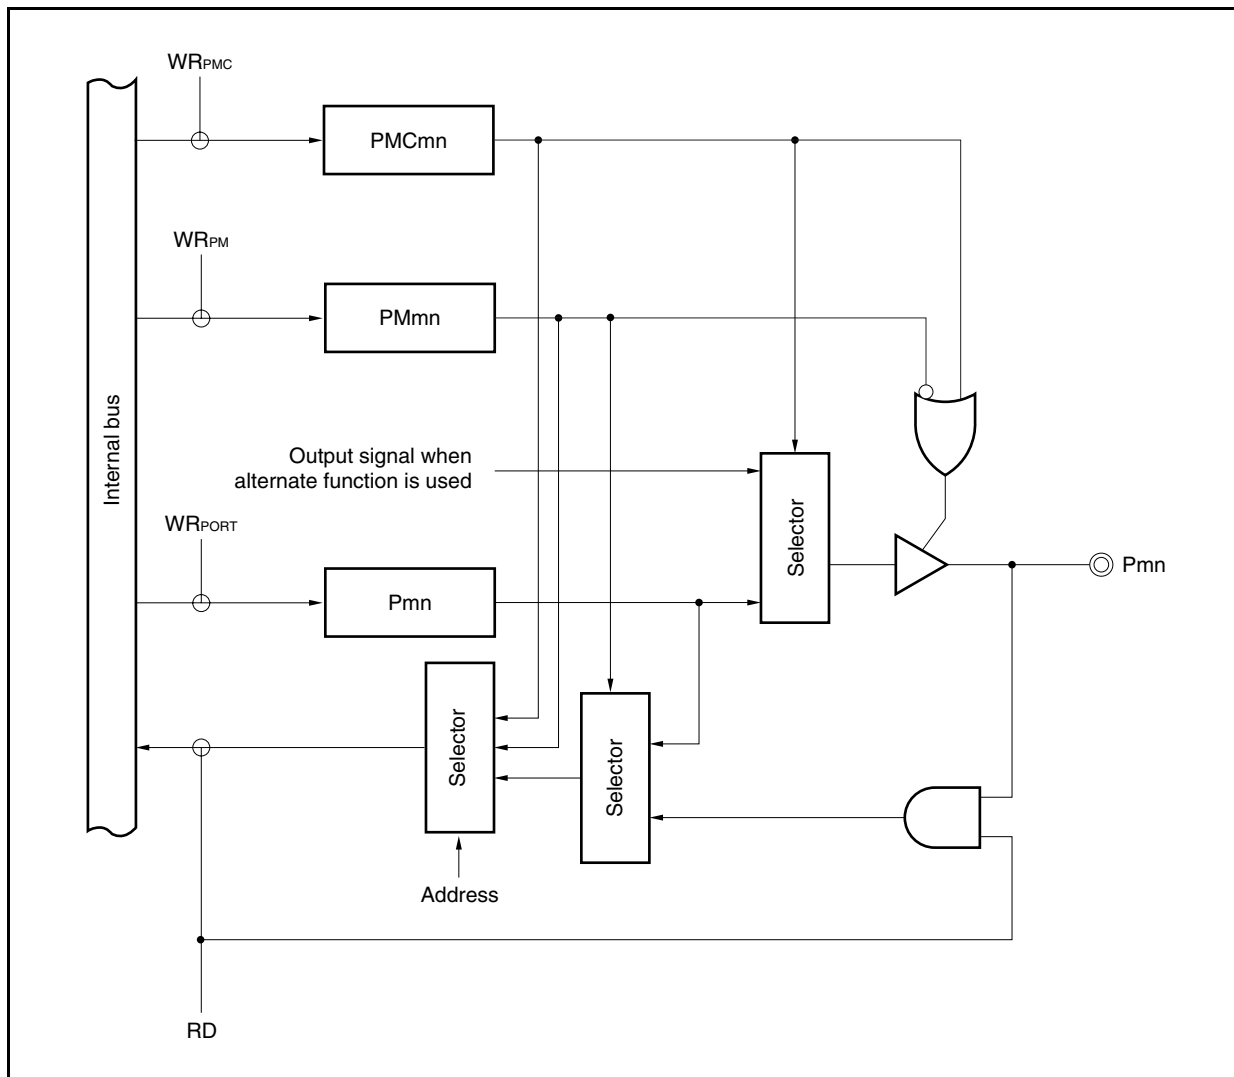 WRPMC
PMCmn
WRPM
PMmn
Internal bus
Output signal when
alternate function is used
Selector
WRPORT
Pmn
Pmn
Selector
Selector
Address
RD